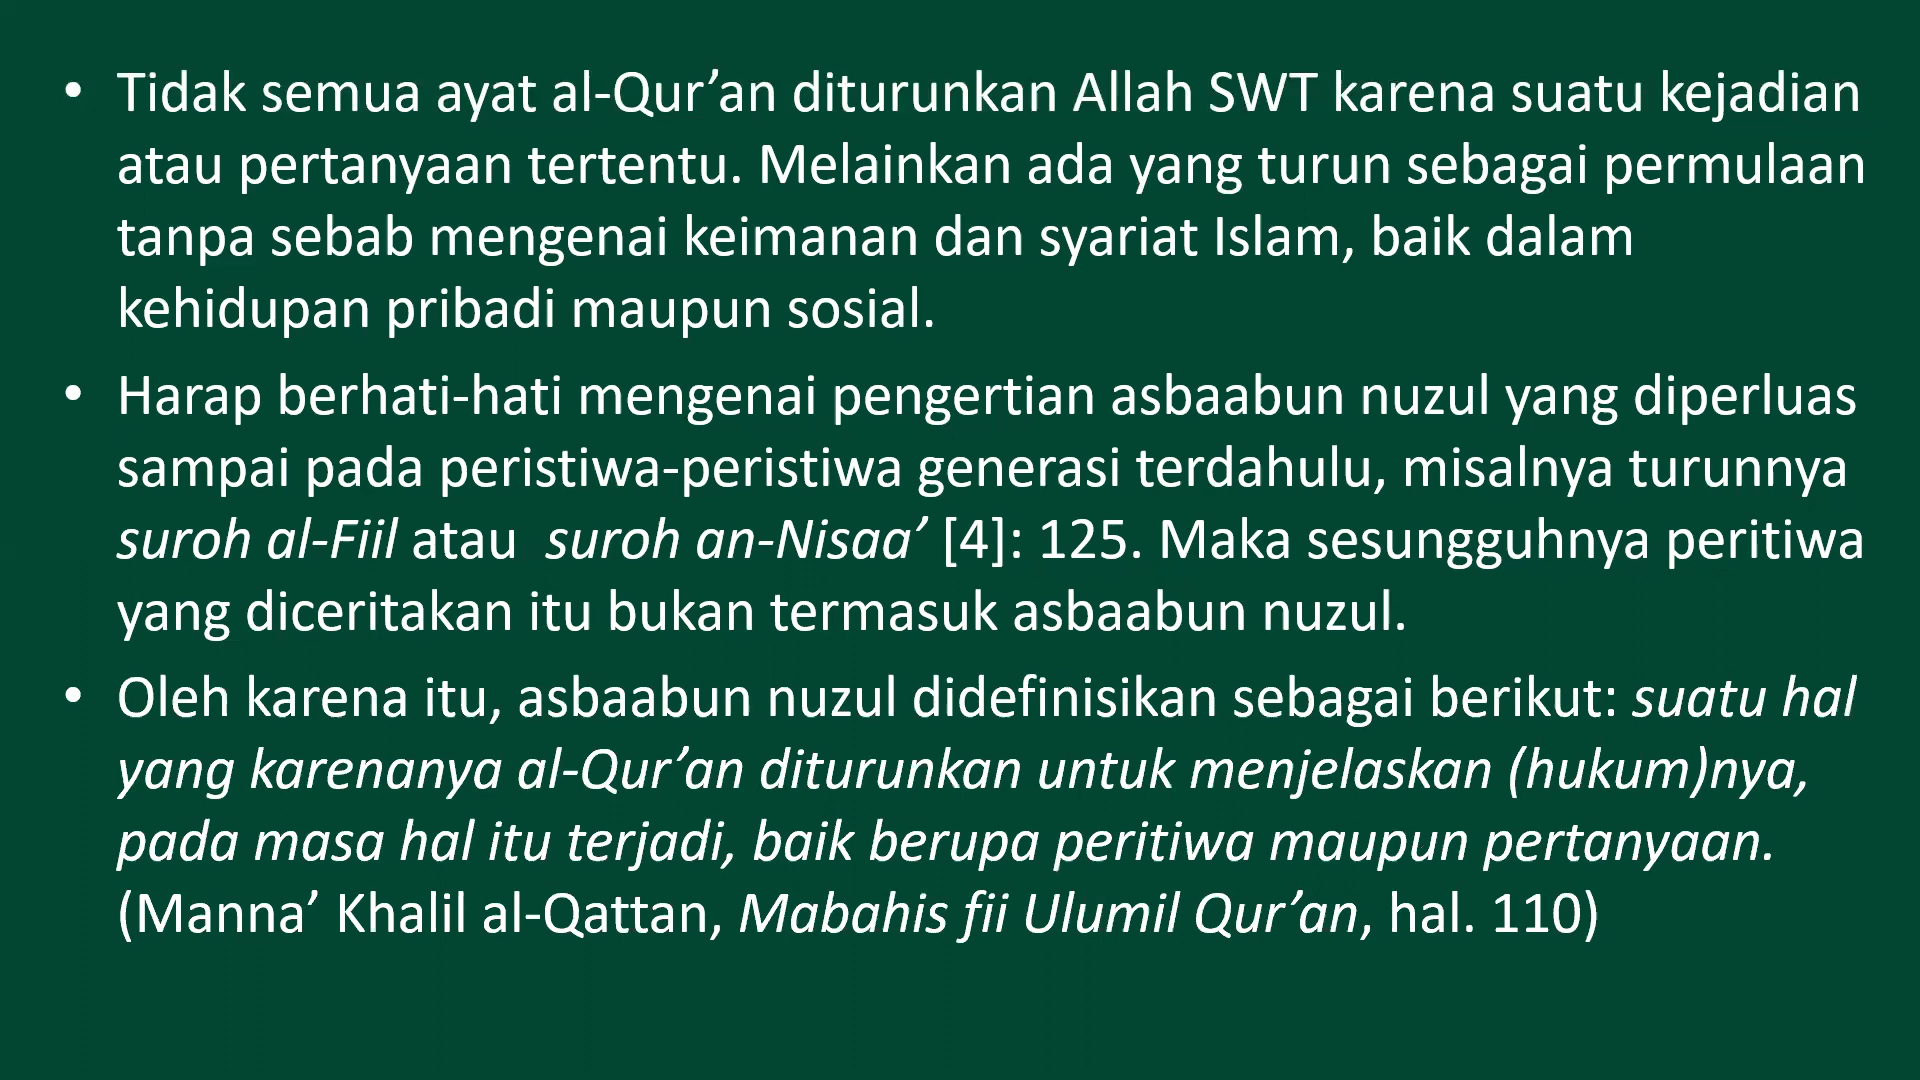 • Tidak semua ayat al-Qur’an diturunkan Allah SWT karena suatu kejadian
atau pertanyaan tertentu. Melainkan ada yang turun sebagai permulaan
tanpa sebab mengenai keimanan dan syariat Islam, baik dalam
kehidupan pribadi maupun sosial.
• Harap berhati-hati mengenai pengertian asbaabun nuzul yang diperluas
sampai pada peristiwa-peristiwa generasi terdahulu, misalnya turunnya
suroh al-Fiil atau  suroh an-Nisaa’ [4]: 125. Maka sesungguhnya peritiwa
yang diceritakan itu bukan termasuk asbaabun nuzul.
• Oleh karena itu, asbaabun nuzul didefinisikan sebagai berikut: suatu hal
yang karenanya al-Qur’an diturunkan untuk menjelaskan (hukum)nya,
pada masa hal itu terjadi, baik berupa peritiwa maupun pertanyaan.
(Manna’ Khalil al-Qattan, Mabahis fii Ulumil Qur’an, hal. 110)